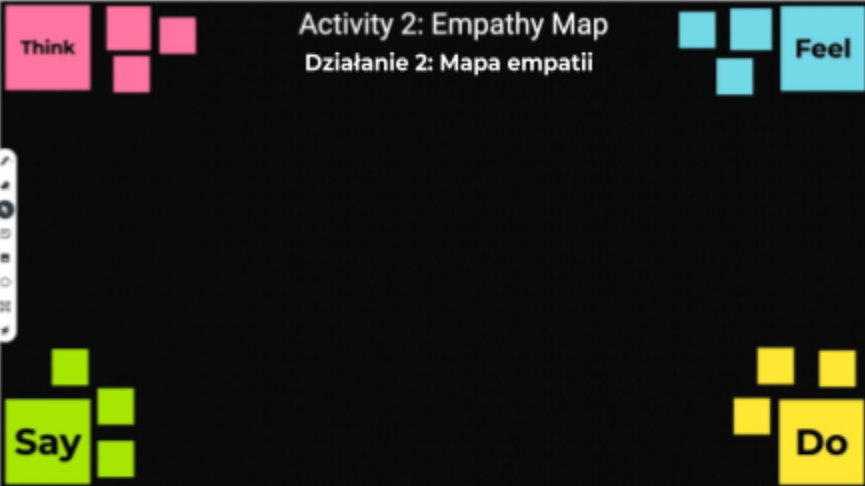 Think
Activity 2: Empathy Map
Działanie 2: Mapa empatii
Feel
Say
Do